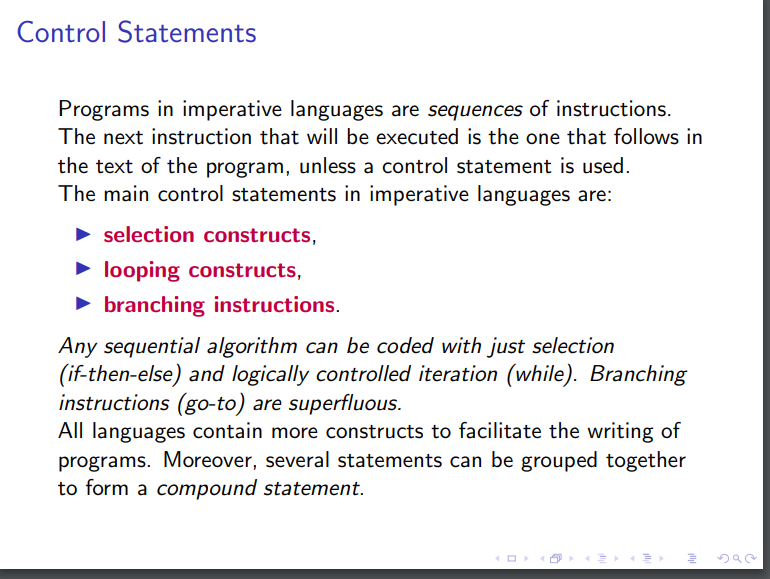 Control Statements
Programs in imperative languages are sequences of instructions.
The next instruction that will be executed is the one that follows in
the text of the program, unless a control statement is used.
The main control statements in imperative languages are:
▶ selection constructs,
▶ looping constructs,
▶ branching instructions.
Any sequential algorithm can be coded with just selection
(if-then-else) and logically controlled iteration (while). Branching
instructions (go-to) are superfluous.
All languages contain more constructs to facilitate the writing of
programs. Moreover, several statements can be grouped together
to form a compound statement.